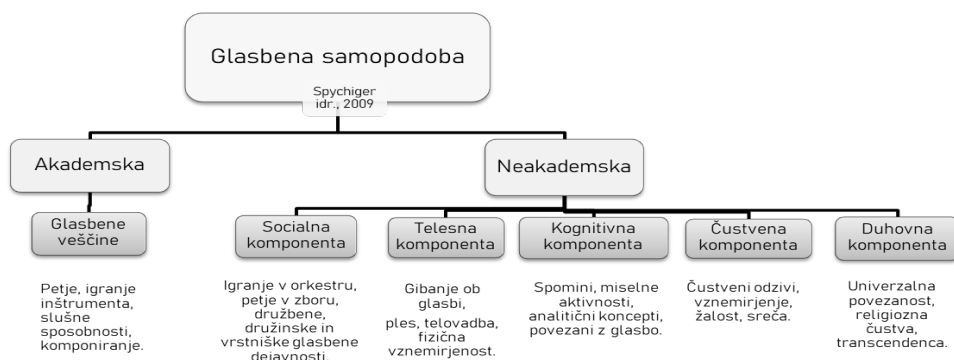 Glasbena samopodoba
Spychiger
idr., 2009
Akademska
Neakademska
Glasbene
veščine
Socialna
komponenta
Telesna
komponenta
Kognitivna
komponenta
Čustvena
komponenta
Duhovna
komponenta
Petje, igranje
inštrumenta,
slušne
sposobnosti,
komponiranje.
Igranje v orkestru,
petje v zboru,
družbene,
družinske in
vrstniške glasbene
dejavnosti.
Gibanje ob
glasbi,
ples, telovadba,
fizična
vznemirjenost.
Spomini, miselne
aktivnosti,
analitični koncepti,
povezani z glasbo.
Čustveni odzivi,
vznemirjenje,
žalost, sreča.
Univerzalna
povezanost,
religiozna
čustva,
transcendenca.